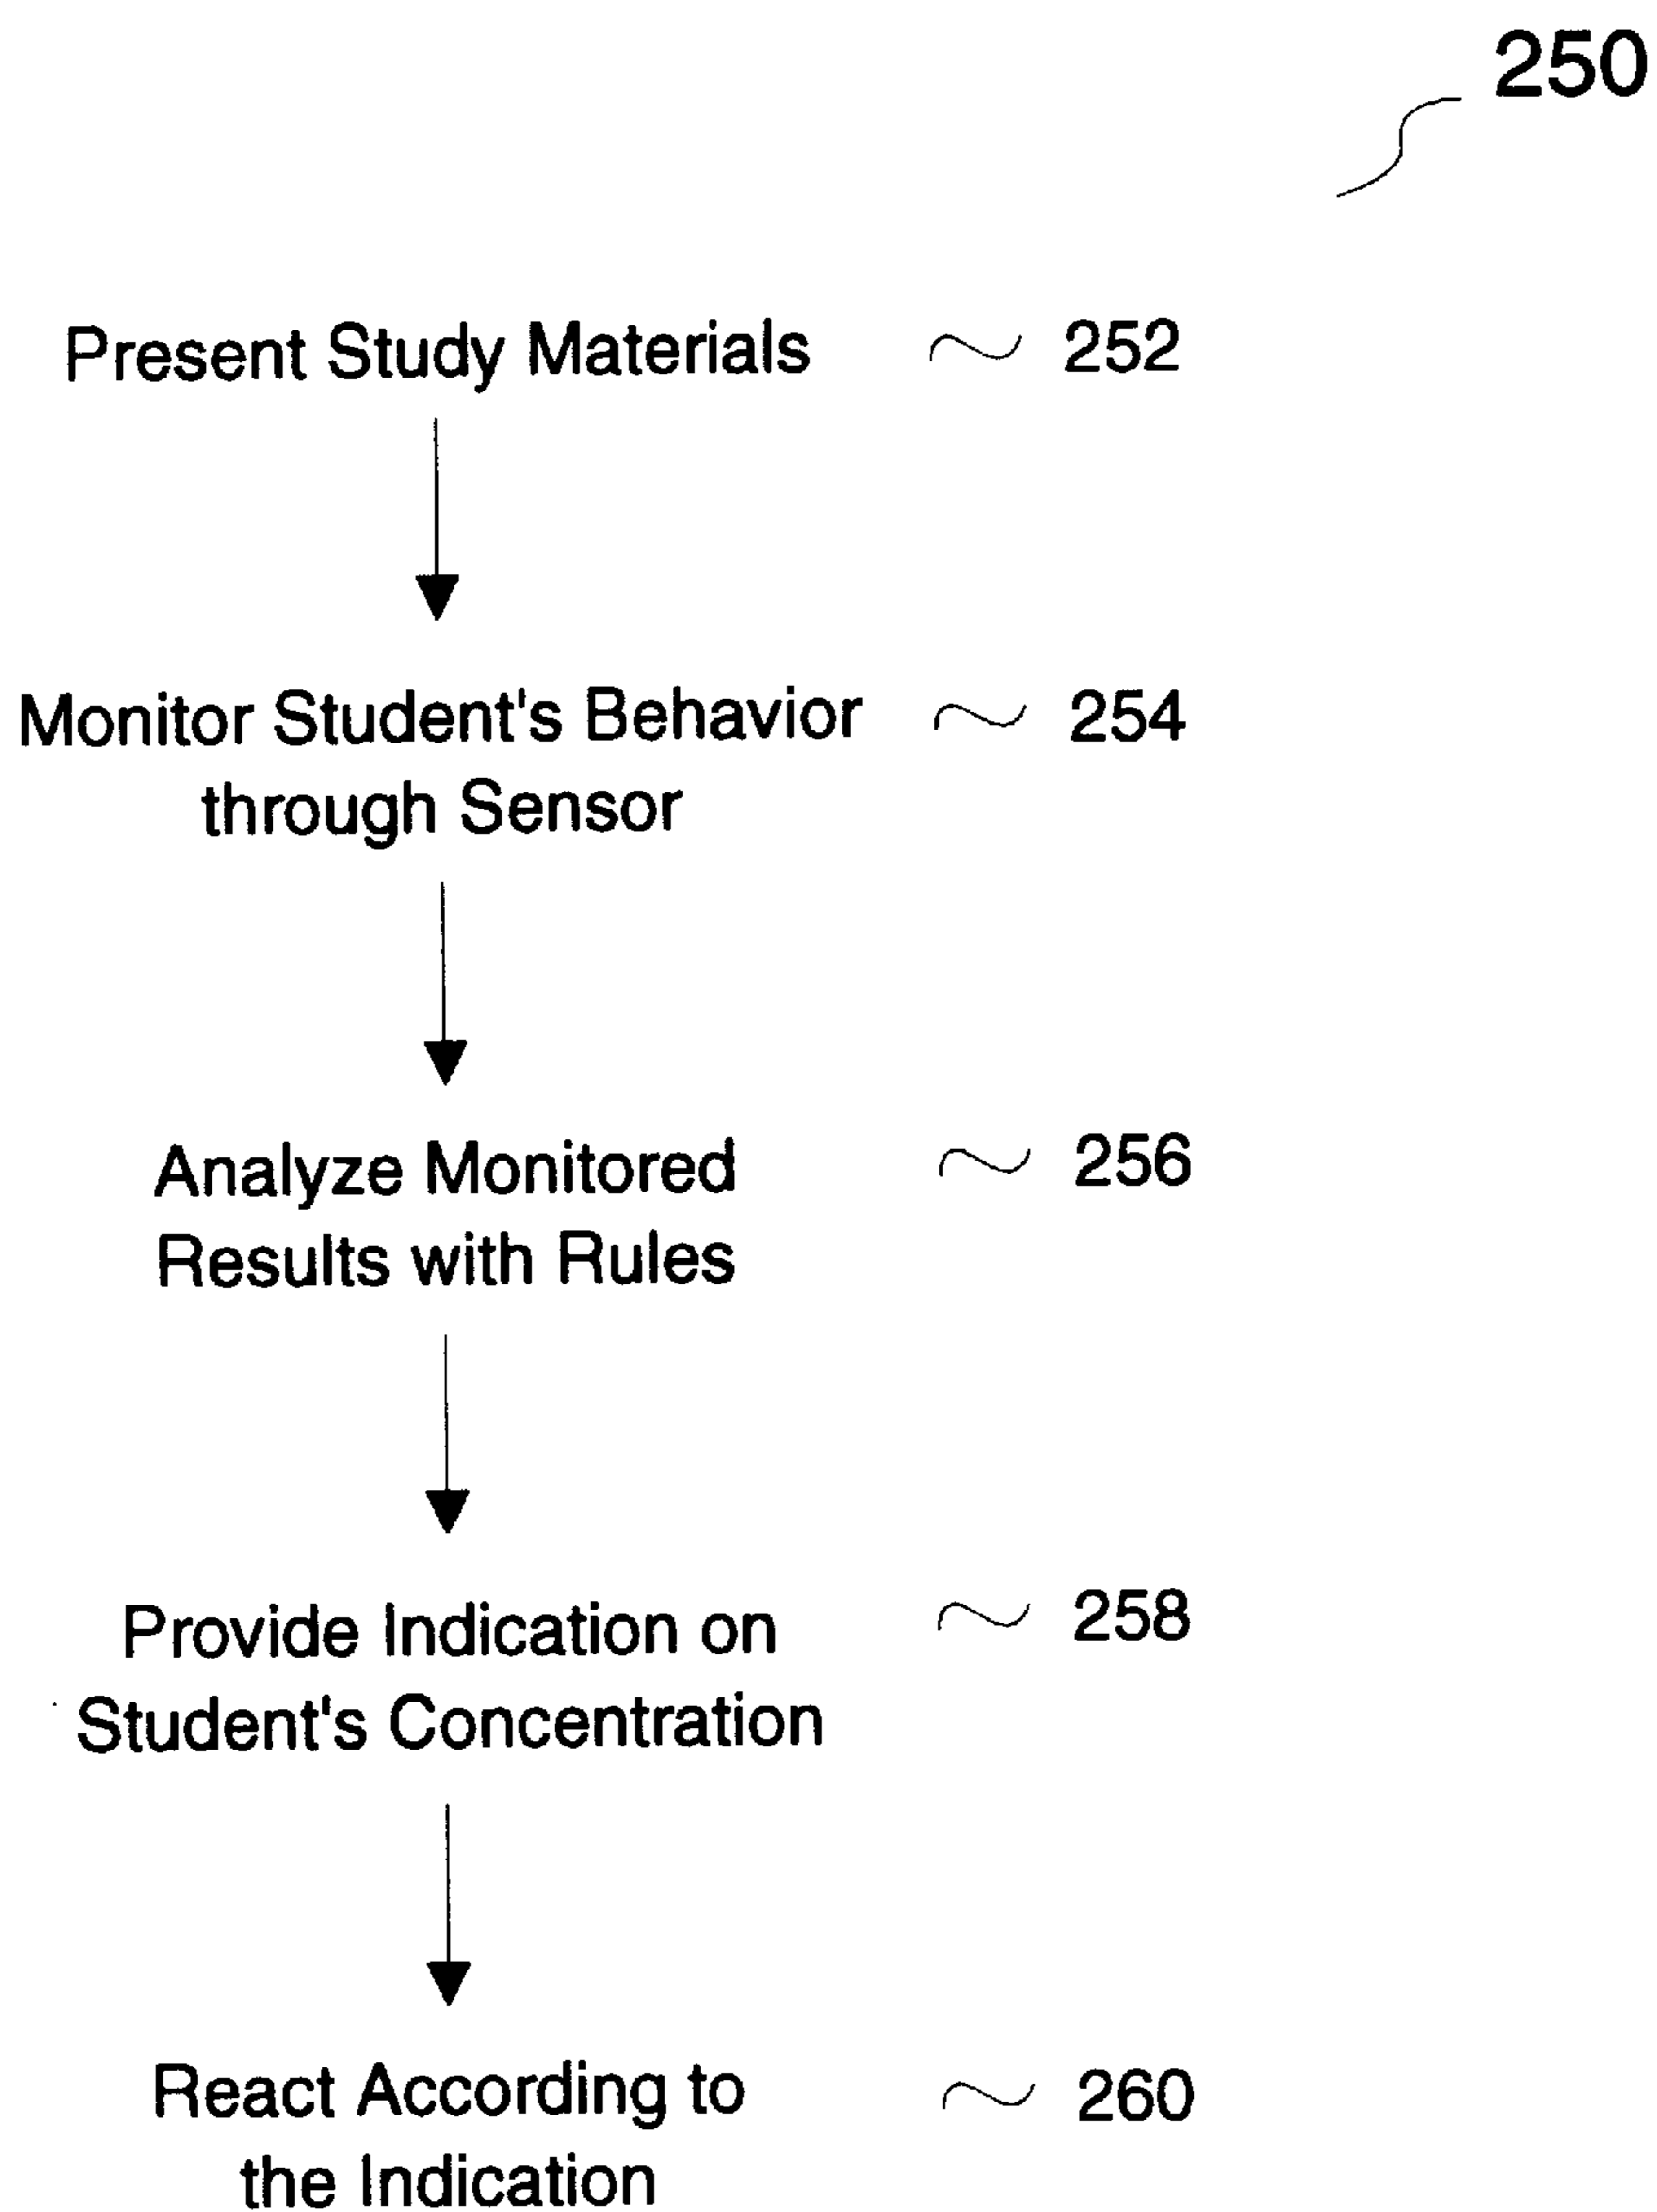 250
Present Study Materials 252
Monitor Student's Behavior 254
through Sensor
Analyze Monitored 256
Results with Rules
Provide Indication on 258
Student's Concentration
React According to 260
the Indication